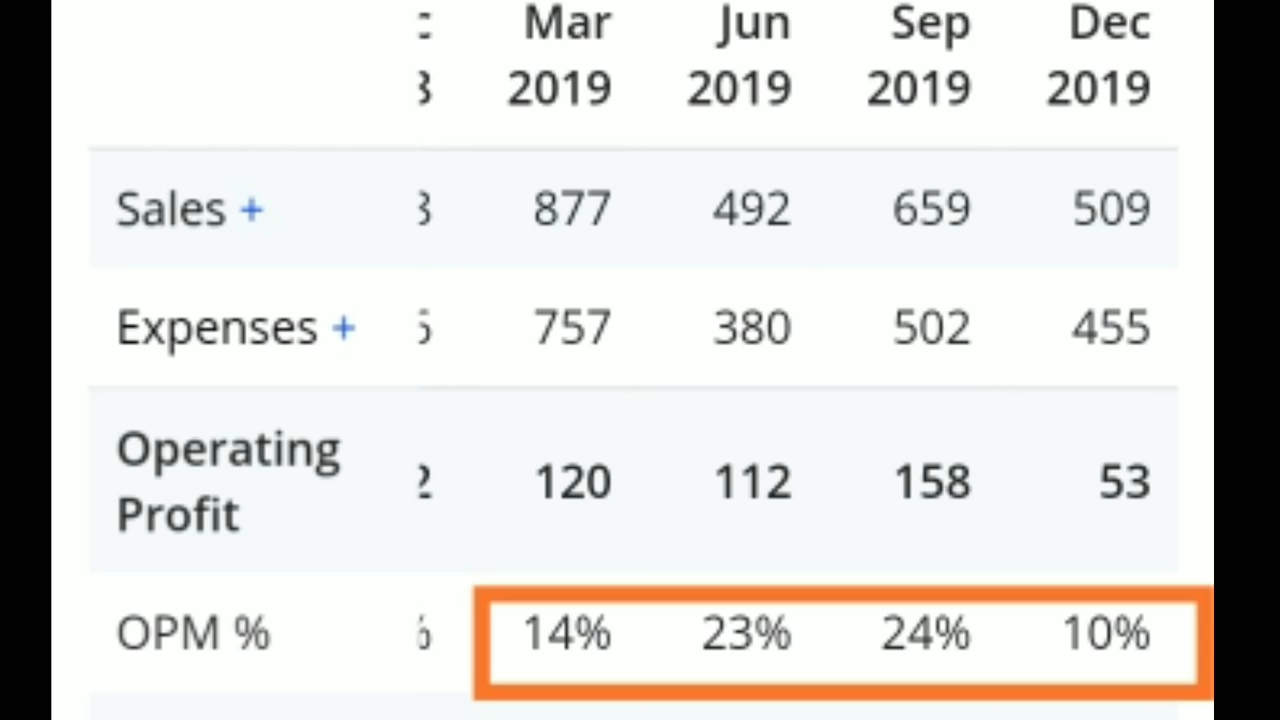 Mar Jun Sep Dec
2019 2019 2019 2019
Sales + 877 492 659 509
Expenses + 757 380 502 455
Operating
Profit 120 112 158 53
OPM % 14% 23% 24% 10%